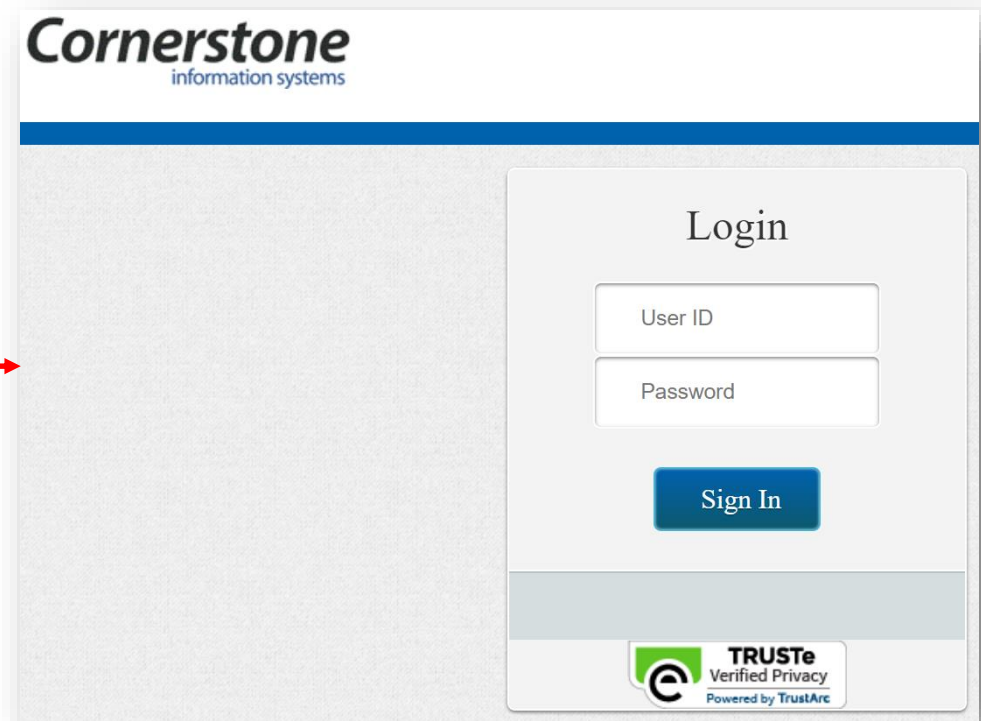 Cornerstone
information systems
Login
User ID
Password
Sign In
TRUSTe
Verified Privacy
Powered by TrustArc